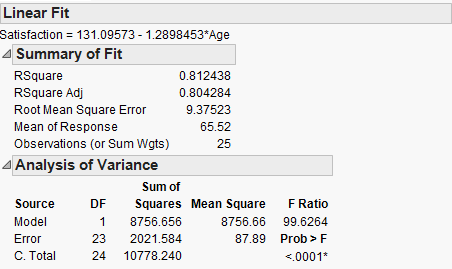 Linear Fit
Satisfaction = 131.09573 - 1.2898453*Age
Summary of Fit
RSquare 0.812438
RSquare Adj 0.804284
Root Mean Square Error 9.37523
Mean of Response 65.52
Observations (or Sum Wgts) 25
Analysis of Variance
Sum of
Source DF Squares Mean Square F Ratio
Model 1 8756.656 8756.66 99.6264
Error 23 2021.584 87.89 Prob > F
C. Total 24 10778.240 <.0001*